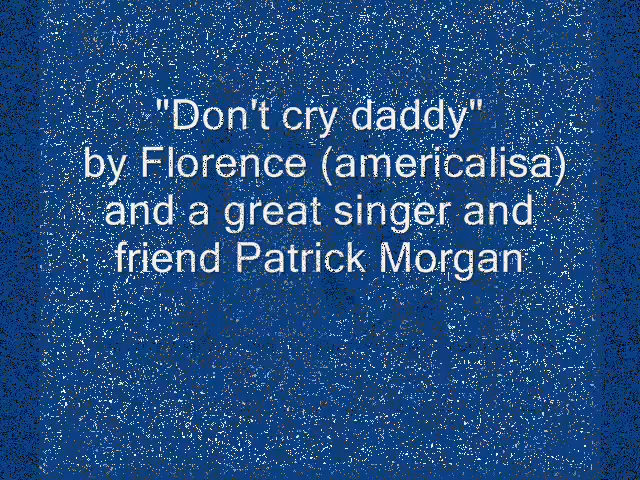 "Don't cry daddy"
by Florence (americalisa)
and a great singer and
friend Patrick Morgan